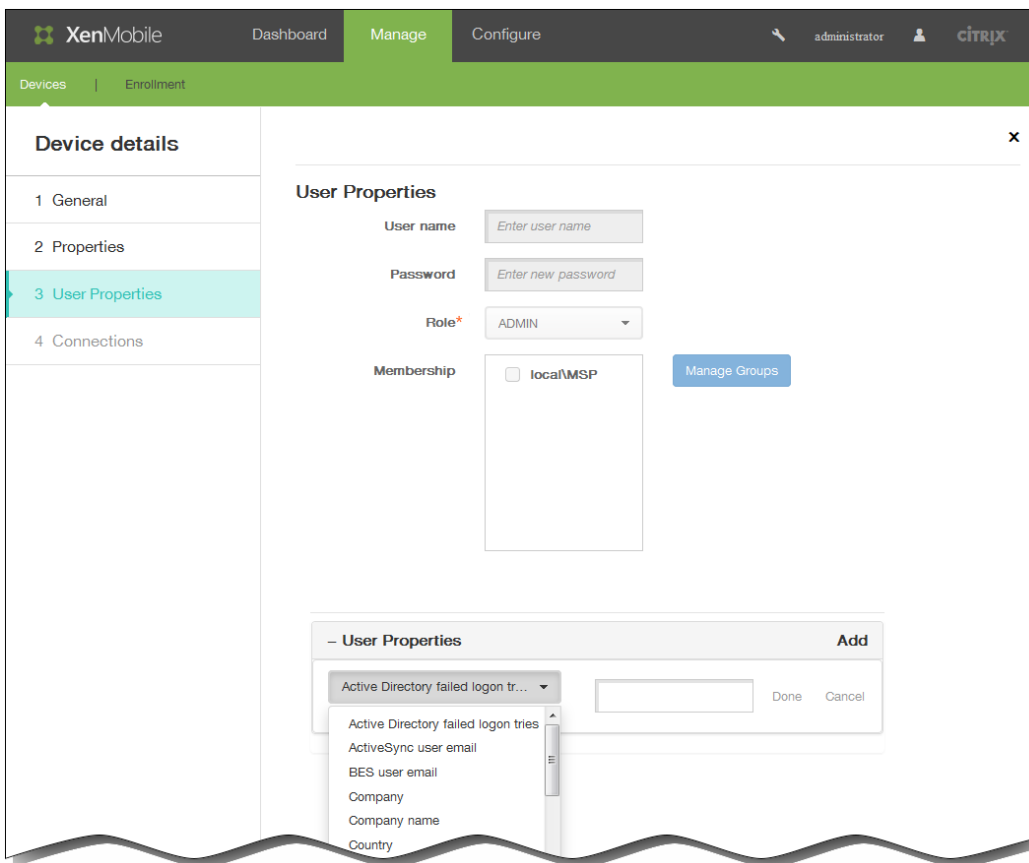 XenMobile Dashboard Manage Configure administrator CİTRIX
Devices | Enrollment
Device details
x
1 General
2 Properties
3 User Properties
4 Connections
User Properties
User name Enter user name
Password Enter new password
Role* ADMIN
Membership local\MSP Manage Groups
– User Properties Add
Active Directory failed logon tr... Done Cancel
Active Directory failed logon tries
ActiveSync user email
BES user email
Company
Company name
Country